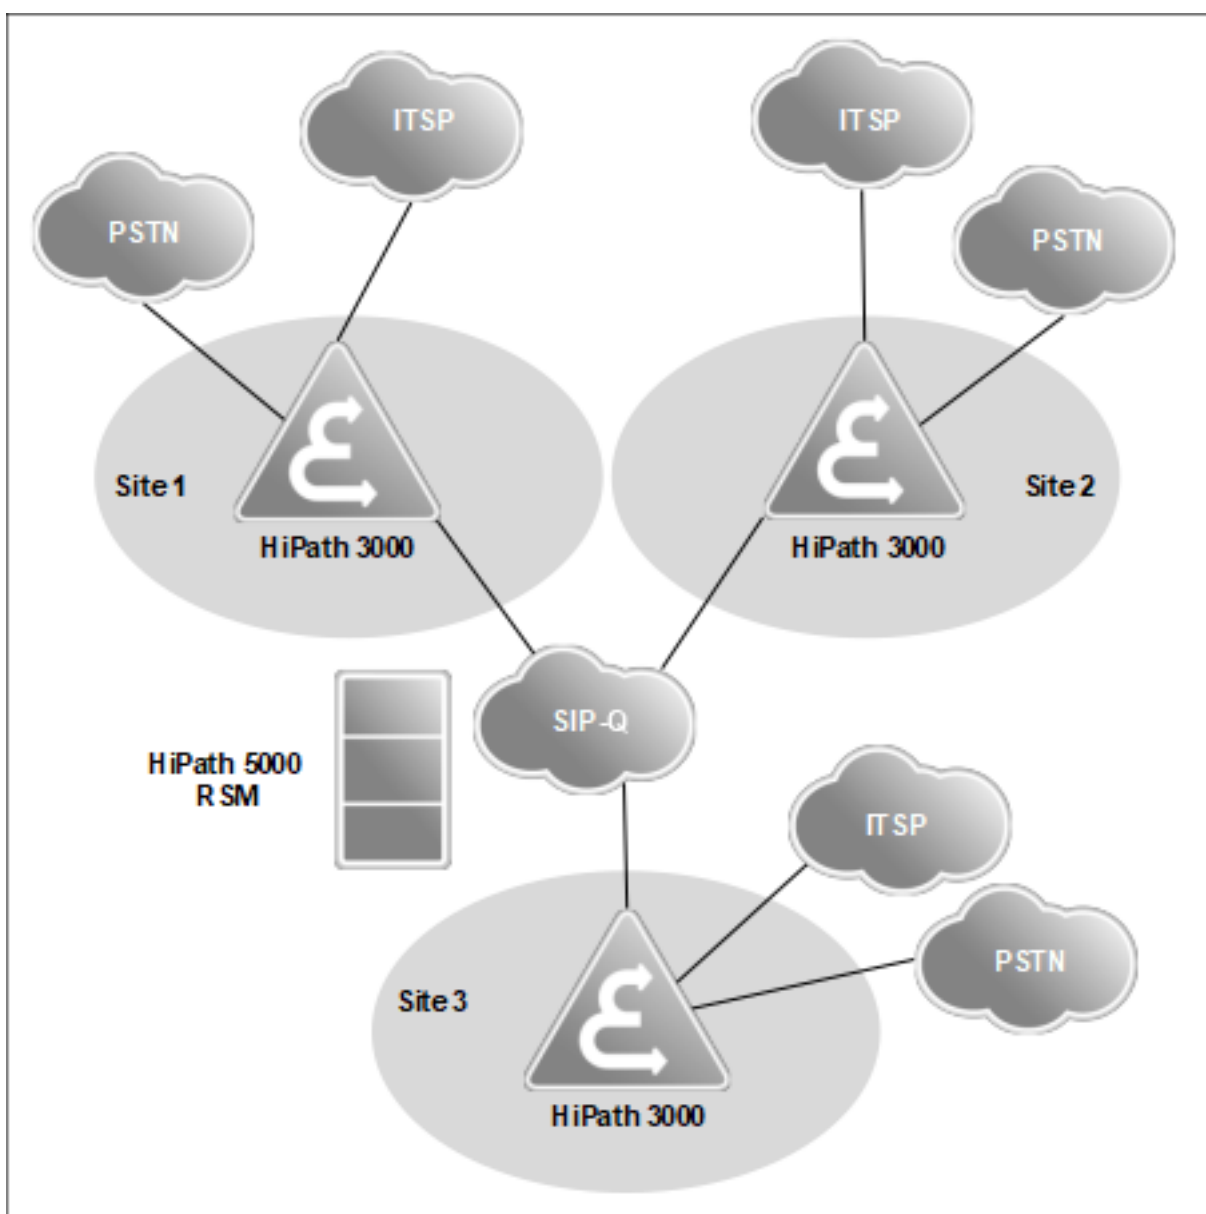 ITSP
ITSP
PSTN
PSTN
Site 1
Site 2
HiPath 3000
HiPath 3000
SIP-Q
HiPath 5000
RSM
ITSP
PSTN
Site 3
HiPath 3000